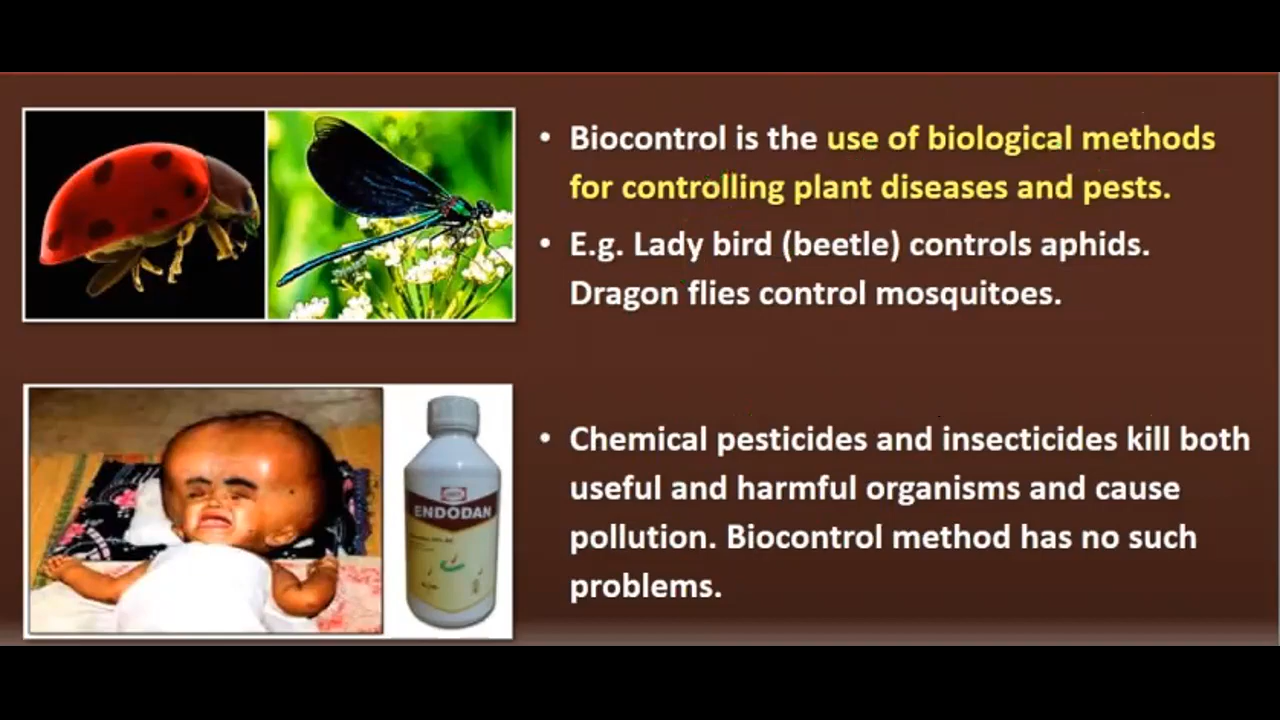 • Biocontrol is the use of biological methods
for controlling plant diseases and pests.
• E.g. Lady bird (beetle) controls aphids.
Dragon flies control mosquitoes.
ENDODAN
• Chemical pesticides and insecticides kill both
useful and harmful organisms and cause
pollution. Biocontrol method has no such
problems.